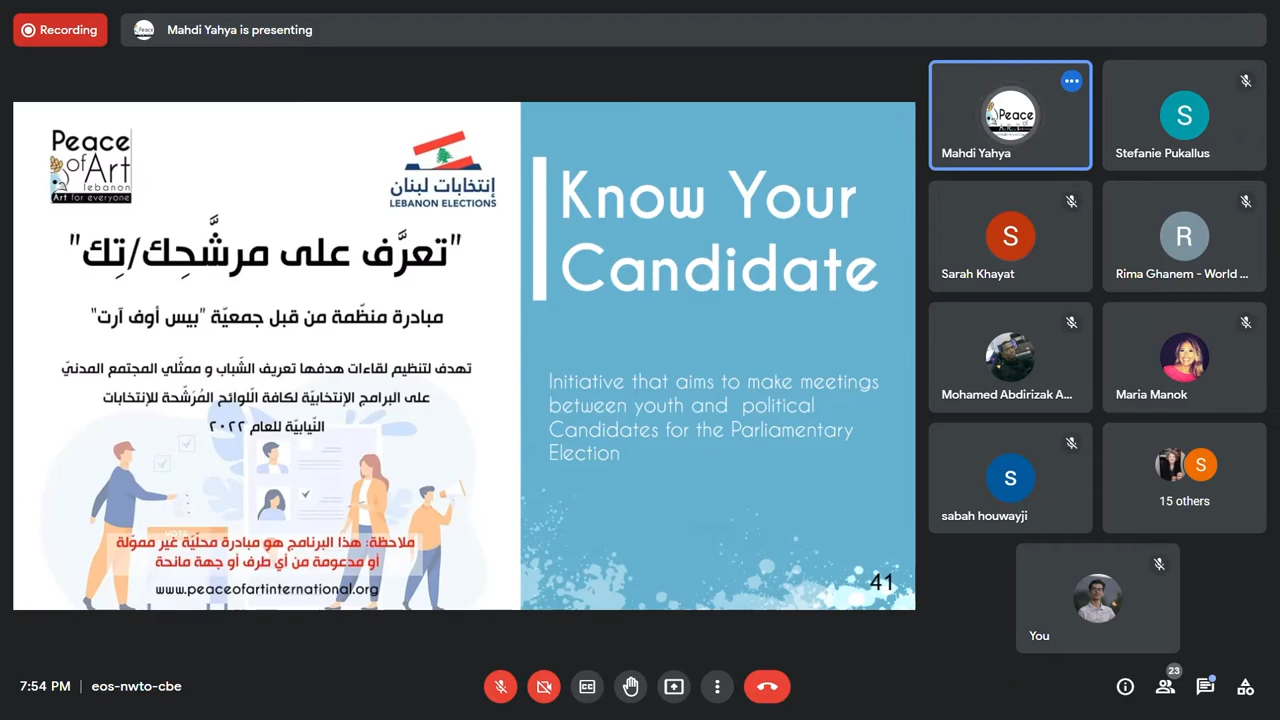 Recording
Mahdi Yahya is presenting
Peace
of Art
lebanon
Art for everyone
إنتخابات لبنان
LEBANON ELECTIONS
"تعرَّف على مرشَّحِك/تِك"
مبادرة منظّمة من قبل جمعيّة "بيس أوف آرت"
تهدف لتنظيم لقاءات هدفها تعريف الشّباب و ممثّلي المجتمع المدنيّ
على البرامج الإنتخابيّة لكافة اللّوائح المُرَشّحة للإنتخابات
النّيابيّة للعام ٢٠٢٢
ملاحظة: هذا البرنامج هو مبادرة محلّيّة غير مموّلة
أو مدعومة من أي طرف أو جهة مانحة
www.peaceofartinternational.org
Know Your
Candidate
Initiative that aims to make meetings
between youth and political
Candidates for the Parliamentary
Election
41
Peace
Mahdi Yahya
S
Stefanie Pukallus
S
Sarah Khayat
R
Rima Ghanem - World ...
Mohamed Abdirizak A...
Maria Manok
s
sabah houwayji
S
15 others
You
7:54 PM
eos-nwto-cbe
23